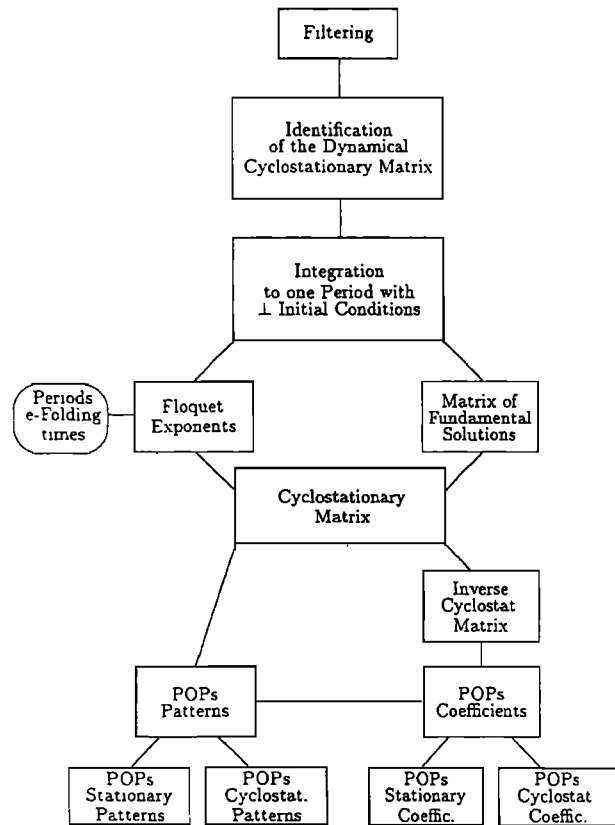 Filtering
Identification
of the Dynamical
Cyclostationary Matrix
Integration
to one Period with
⊥ Initial Conditions
Periods
e-Folding
times
Floquet
Exponents
Matrix of
Fundamental
Solutions
Cyclostationary
Matrix
Inverse
Cyclostat
Matrix
POPs
Patterns
POPs
Coefficients
POPs
Stationary
Patterns
POPs
Cyclostat.
Patterns
POPs
Stationary
Coeffic.
POPs
Cyclostat
Coeffic.